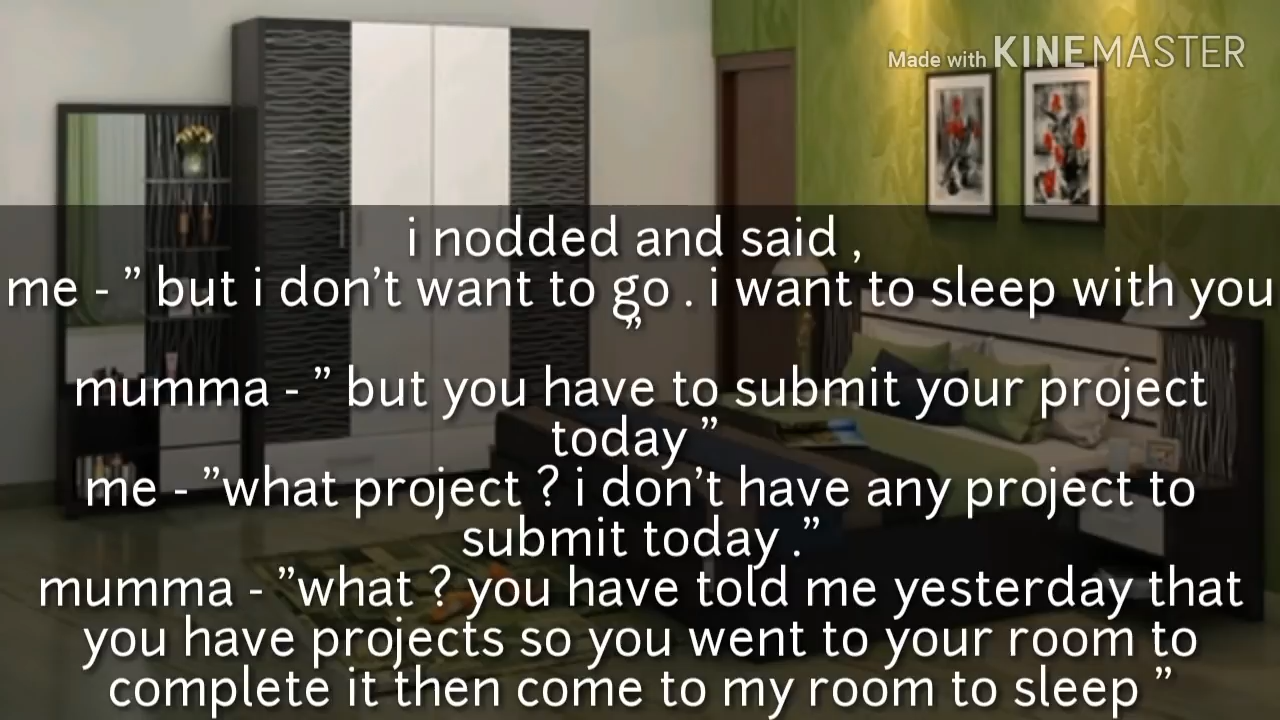 Made with KINEMASTER
i nodded and said ,
me - ” but i don’t want to go . i want to sleep with you
”
mumma - ” but you have to submit your project
today ”
me - ”what project ? i don’t have any project to
submit today .”
mumma - ”what ? you have told me yesterday that
you have projects so you went to your room to
complete it then come to my room to sleep ”